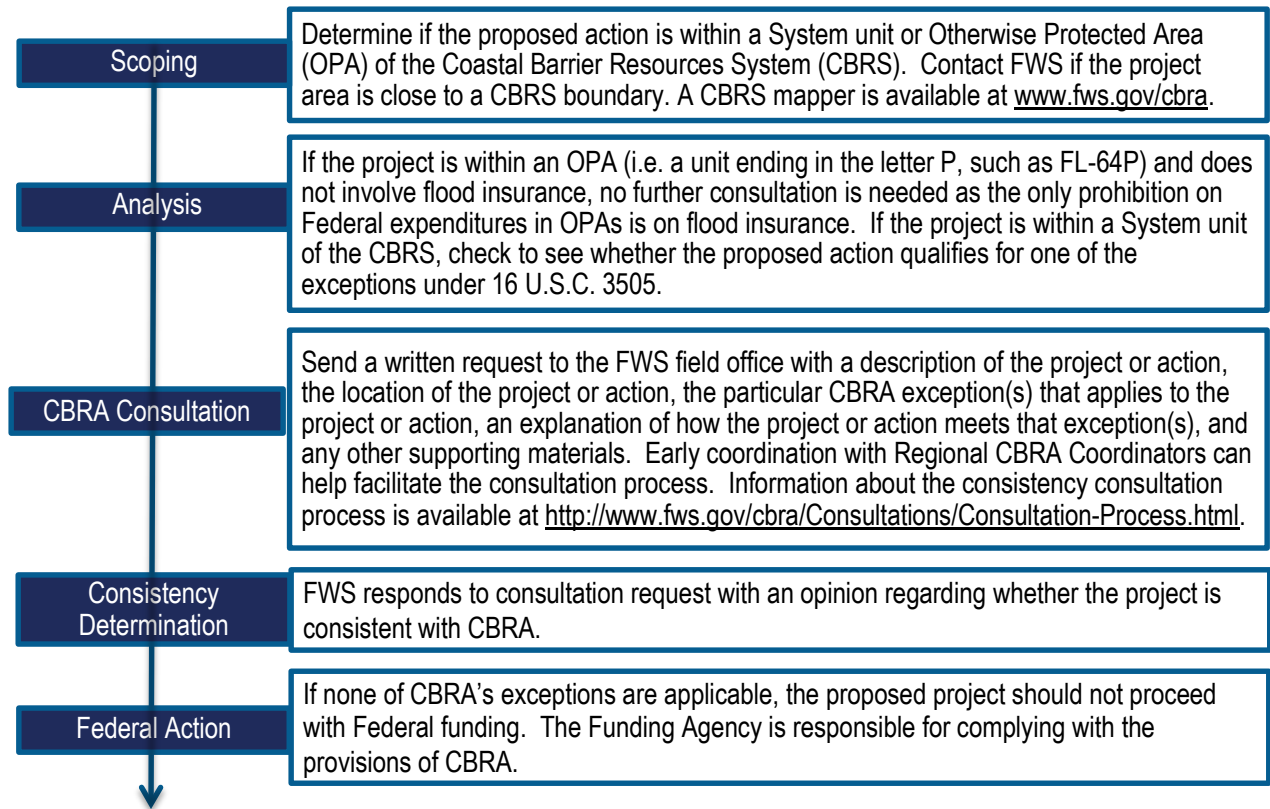 Scoping
Determine if the proposed action is within a System unit or Otherwise Protected Area
(OPA) of the Coastal Barrier Resources System (CBRS).  Contact FWS if the project
area is close to a CBRS boundary. A CBRS mapper is available at www.fws.gov/cbra.
Analysis
If the project is within an OPA (i.e. a unit ending in the letter P, such as FL-64P) and does
not involve flood insurance, no further consultation is needed as the only prohibition on
Federal expenditures in OPAs is on flood insurance.  If the project is within a System unit
of the CBRS, check to see whether the proposed action qualifies for one of the
exceptions under 16 U.S.C. 3505.
CBRA Consultation
Send a written request to the FWS field office with a description of the project or action,
the location of the project or action, the particular CBRA exception(s) that applies to the
project or action, an explanation of how the project or action meets that exception(s), and
any other supporting materials.  Early coordination with Regional CBRA Coordinators can
help facilitate the consultation process.  Information about the consistency consultation
process is available at http://www.fws.gov/cbra/Consultations/Consultation-Process.html.
Consistency
Determination
FWS responds to consultation request with an opinion regarding whether the project is
consistent with CBRA.
Federal Action
If none of CBRA's exceptions are applicable, the proposed project should not proceed
with Federal funding.  The Funding Agency is responsible for complying with the
provisions of CBRA.